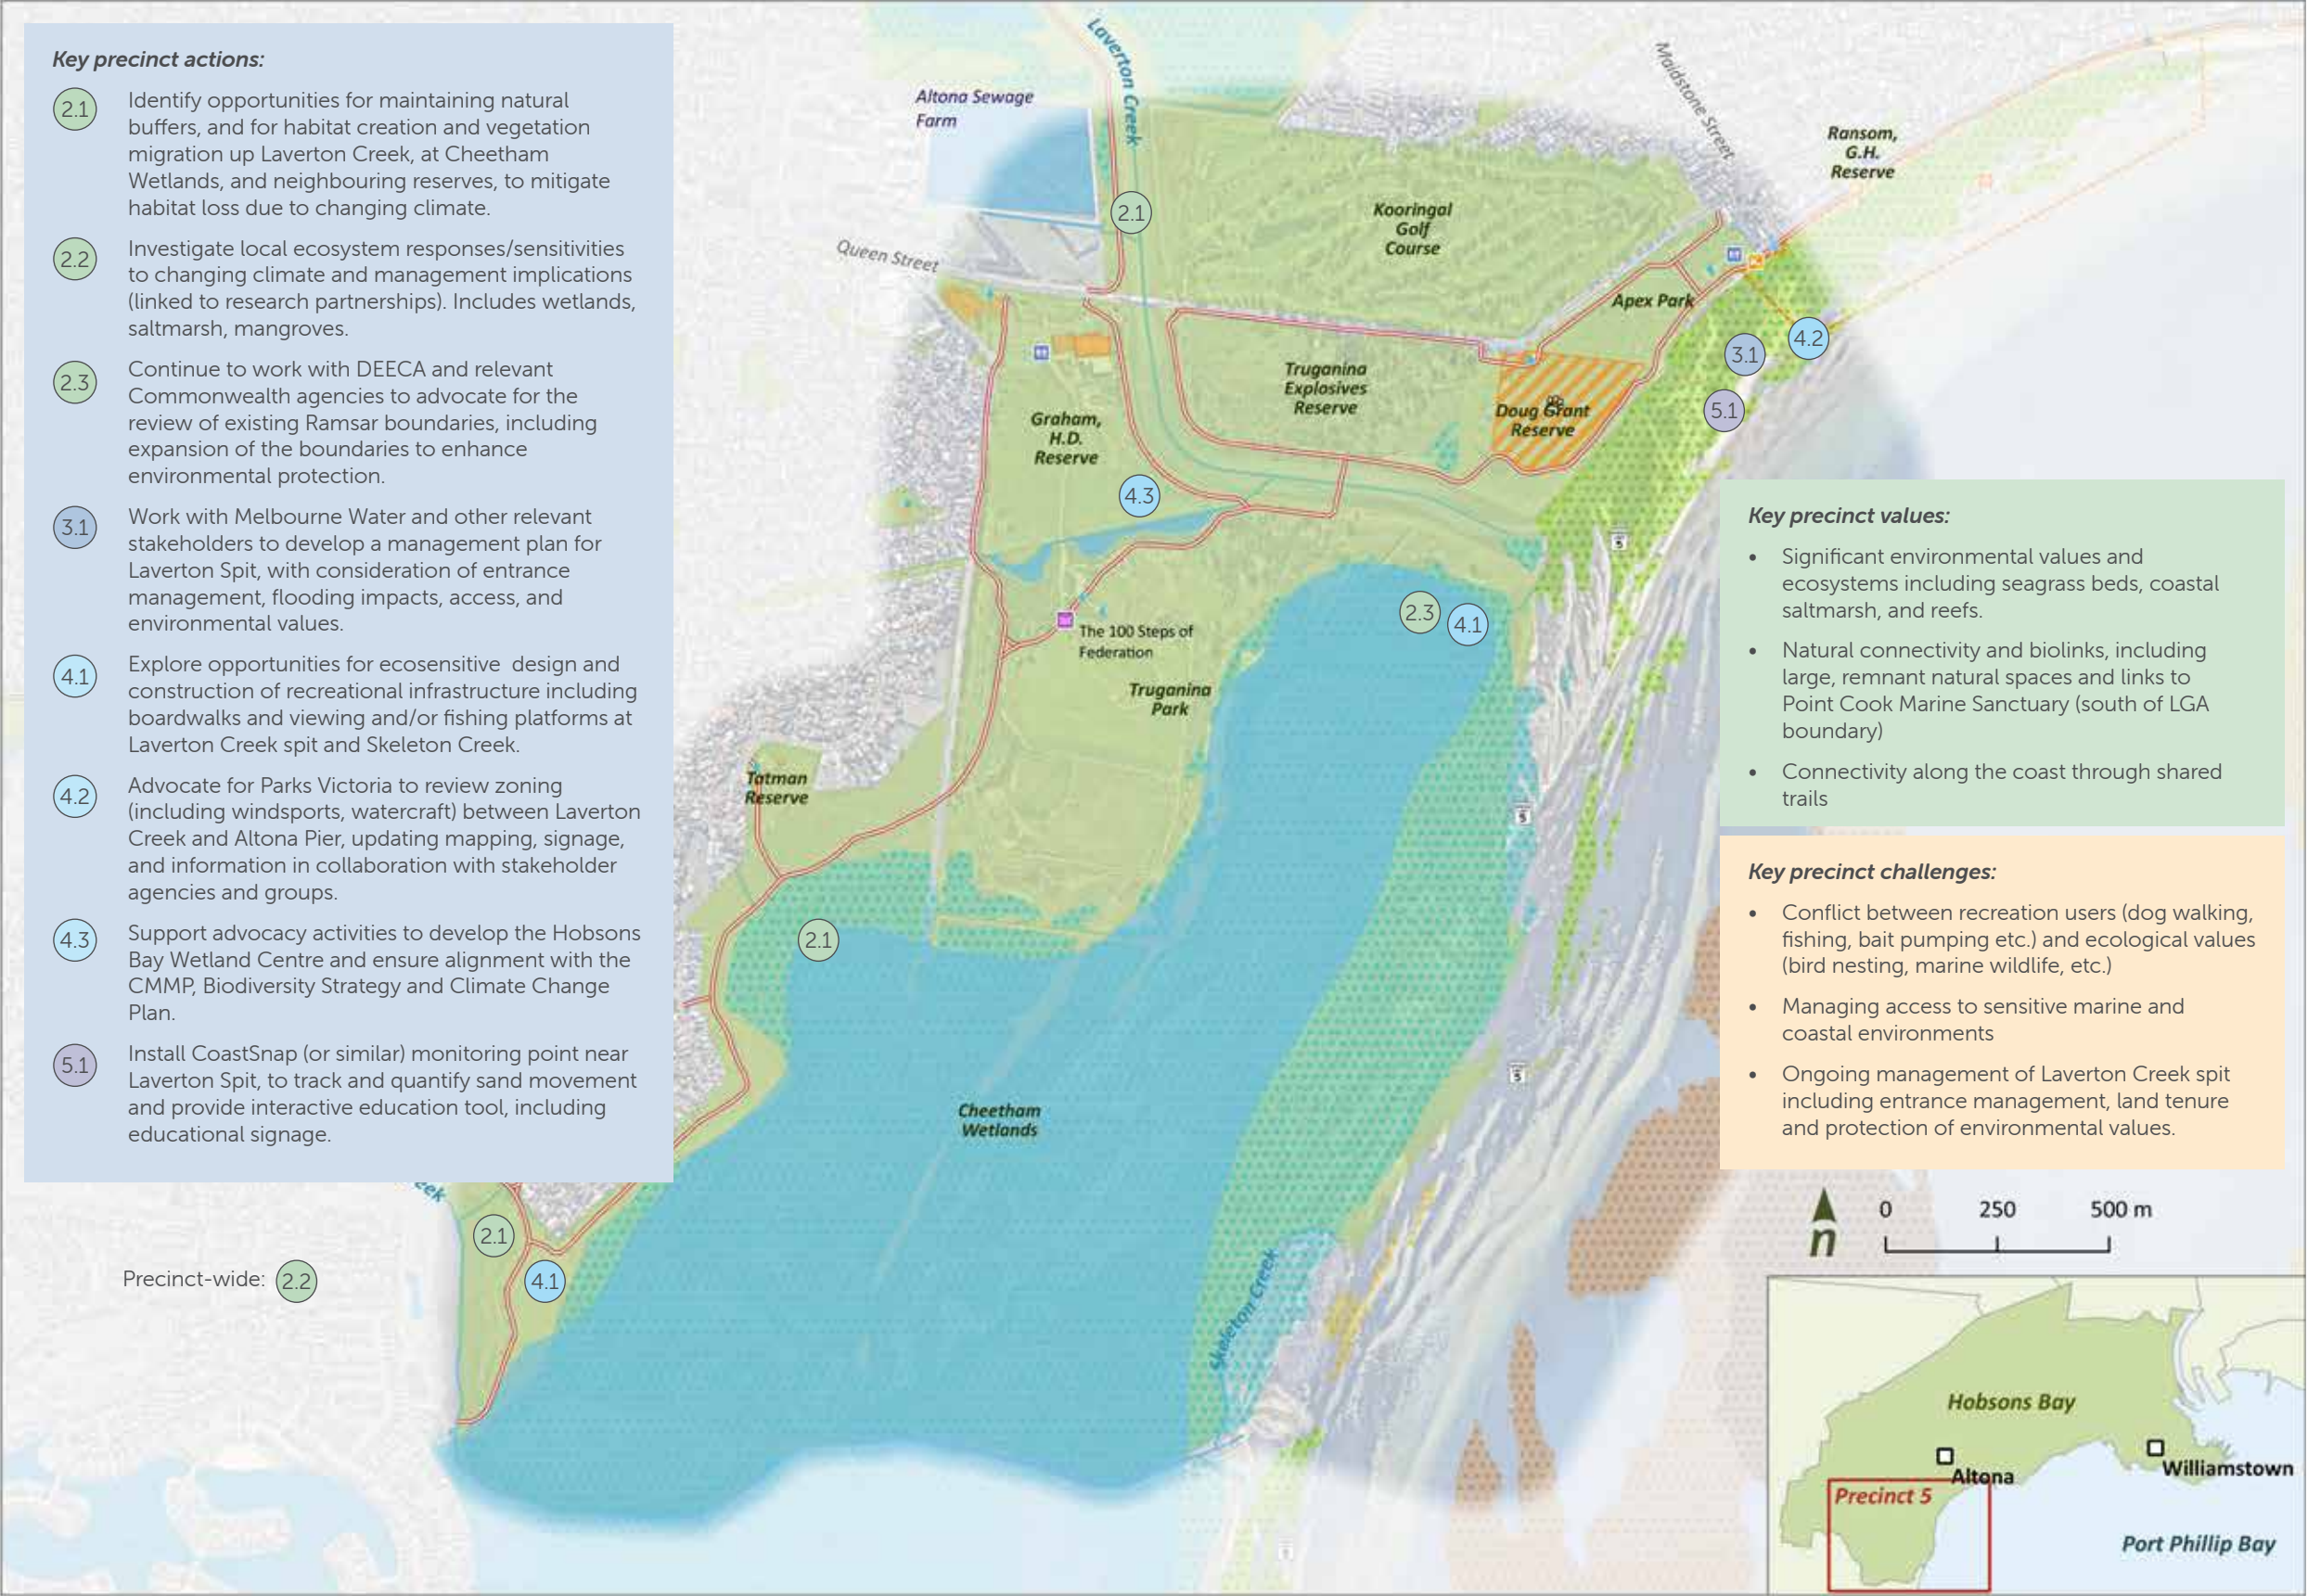 Key precinct actions:
2.1
Identify opportunities for maintaining natural
buffers, and for habitat creation and vegetation
migration up Laverton Creek, at Cheetham
Wetlands, and neighbouring reserves, to mitigate
habitat loss due to changing climate.
2.2
Investigate local ecosystem responses/sensitivities
to changing climate and management implications
(linked to research partnerships). Includes wetlands,
saltmarsh, mangroves.
2.3
Continue to work with DEECA and relevant
Commonwealth agencies to advocate for the
review of existing Ramsar boundaries, including
expansion of the boundaries to enhance
environmental protection.
3.1
Work with Melbourne Water and other relevant
stakeholders to develop a management plan for
Laverton Spit, with consideration of entrance
management, flooding impacts, access, and
environmental values.
4.1
Explore opportunities for ecosensitive design and
construction of recreational infrastructure including
boardwalks and viewing and/or fishing platforms at
Laverton Creek spit and Skeleton Creek.
4.2
Advocate for Parks Victoria to review zoning
(including windsports, watercraft) between Laverton
Creek and Altona Pier, updating mapping, signage,
and information in collaboration with stakeholder
agencies and groups.
4.3
Support advocacy activities to develop the Hobsons
Bay Wetland Centre and ensure alignment with the
CMMP, Biodiversity Strategy and Climate Change
Plan.
5.1
Install CoastSnap (or similar) monitoring point near
Laverton Spit, to track and quantify sand movement
and provide interactive education tool, including
educational signage.
Precinct-wide: 2.2
Laverton Creek
Altona Sewage
Farm
Queen Street
2.1
Kooringal
Golf
Course
Maidstone Street
Ransom,
G.H.
Reserve
Apex Park
4.2
3.1
5.1
Truganina
Explosives
Reserve
Doug Grant
Reserve
Graham,
H.D.
Reserve
4.3
5
2.3
4.1
The 100 Steps of
Federation
Truganina
Park
Tatman
Reserve
5
2.1
5
Cheetham
Wetlands
eek
2.1
4.1
Skeleton Creek
Key precinct values:
• Significant environmental values and
ecosystems including seagrass beds, coastal
saltmarsh, and reefs.
• Natural connectivity and biolinks, including
large, remnant natural spaces and links to
Point Cook Marine Sanctuary (south of LGA
boundary)
• Connectivity along the coast through shared
trails
Key precinct challenges:
• Conflict between recreation users (dog walking,
fishing, bait pumping etc.) and ecological values
(bird nesting, marine wildlife, etc.)
• Managing access to sensitive marine and
coastal environments
• Ongoing management of Laverton Creek spit
including entrance management, land tenure
and protection of environmental values.
n
0 250 500 m
Hobsons Bay
Altona
Williamstown
Precinct 5
Port Phillip Bay